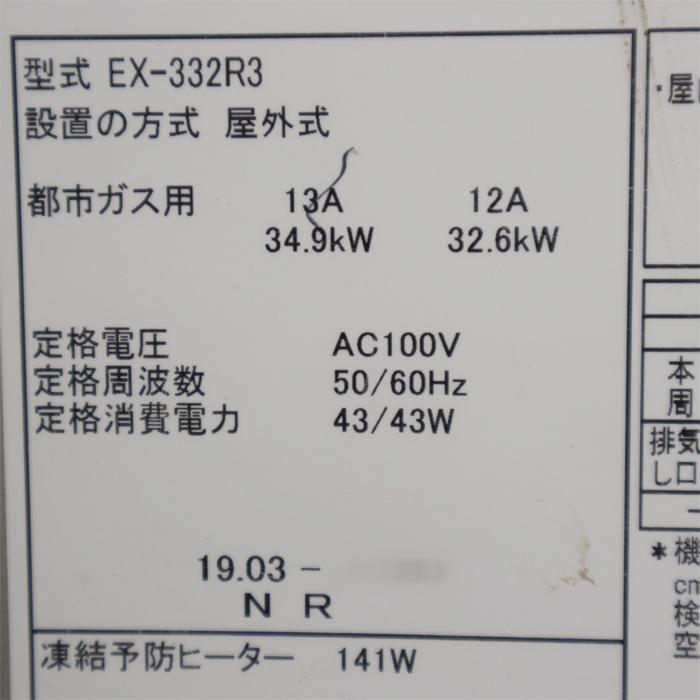 型式 EX-332R3
設置の方式 屋外式
都市ガス用 13A 12A
34.9kW 32.6kW
定格電圧 AC100V
定格周波数 50/60Hz
定格消費電力 43/43W
19.03 -
N R
凍結予防ヒーター 141W
・屋
本
周
排気
し口
*機
cm
検
空